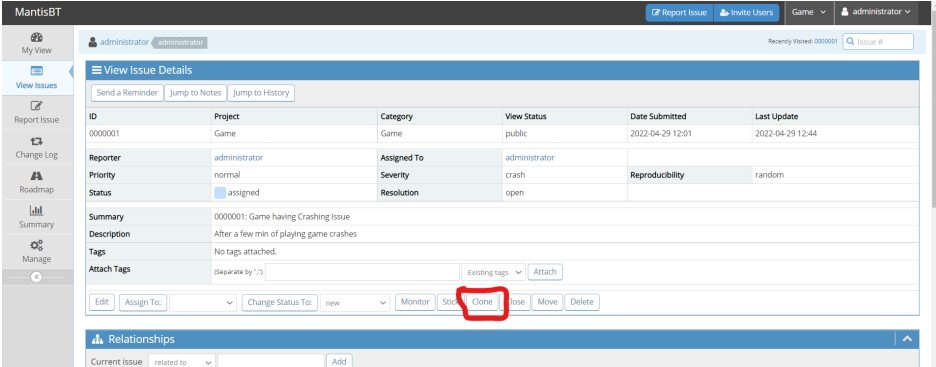 MantisBT Report Issue Invite Users Game administrator
My View
View Issues
Report Issue
Change Log
Roadmap
Summary
Manage
administrator administrator Recently Visited: 0000001 Issue #
View Issue Details
Send a Reminder Jump to Notes Jump to History
ID Project Category View Status Date Submitted Last Update
0000001 Game Game public 2022-04-29 12:01 2022-04-29 12:44
Reporter administrator Assigned To administrator
Priority normal Severity crash Reproducibility random
Status assigned Resolution open
Summary 0000001: Game having Crashing Issue
Description After a few min of playing game crashes
Tags No tags attached.
Attach Tags (Separate by ",") Existing tags Attach
Edit Assign To: Change Status To: new Monitor Clone Move Delete
Relationships
Current issue related to Add